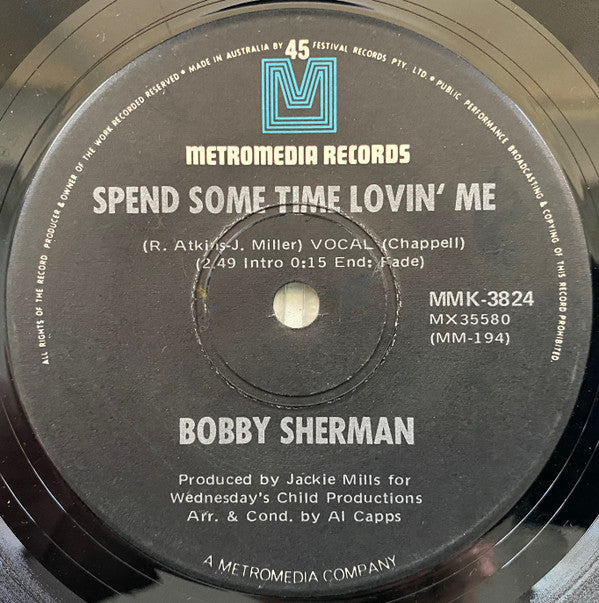 ALL RIGHTS OF THE RECORD PRODUCER & OWNER OF THE WORK RECORDED RESERVED • MADE IN AUSTRALIA BY FESTIVAL RECORDS PTY. LTD. • PUBLIC PERFORMANCE BROADCASTING & COPYING OF THIS RECORD PROHIBITED.
45
M
METROMEDIA RECORDS
SPEND SOME TIME LOVIN' ME
(R. Atkins-J. Miller) VOCAL (Chappell)
(2:49 Intro 0:15 End: Fade)
MMK-3824
MX35580
(MM-194)
BOBBY SHERMAN
Produced by Jackie Mills for
Wednesday's Child Productions
Arr. & Cond. by Al Capps
A METROMEDIA COMPANY